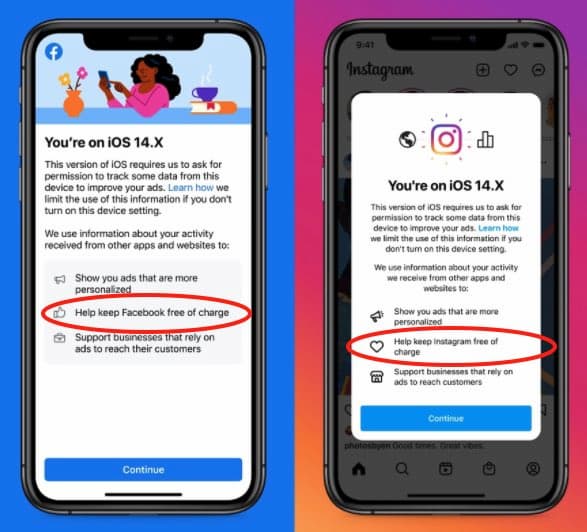 You're on iOS 14.X
This version of iOS requires us to ask for
permission to track some data from this
device to improve your ads. Learn how we
limit the use of this information if you don't
turn on this device setting.
We use information about your activity
received from other apps and websites to:
Show you ads that are more
personalized
Help keep Facebook free of charge
Support businesses that rely on
ads to reach their customers
Continue
9:41
Instagram
You're on iOS 14.X
This version of iOS requires us to ask for
permission to track some data from this
device to improve your ads. Learn how
we limit the use of this information if you
don't turn on this device setting.
We use information about your activity
we received from other apps and
websites to:
Show you ads that are more
personalized
Help keep Instagram free of
charge
Support businesses that rely on
ads to reach customers
Continue
photosbyen Good times. Great vibes.